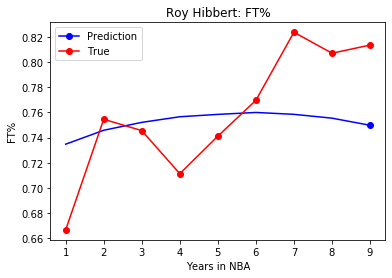 Roy Hibbert: FT%
Prediction
True
FT%
0.82
0.80
0.78
0.76
0.74
0.72
0.70
0.68
0.66
1 2 3 4 5 6 7 8 9
Years in NBA